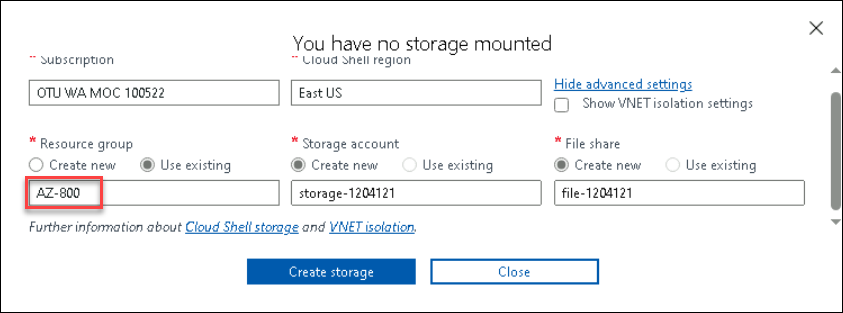 You have no storage mounted
* Subscription
* Cloud Shell region
OTU WA MOC 100522
East US
Hide advanced settings
Show VNET isolation settings
* Resource group
Create new Use existing
AZ-800
* Storage account
Create new Use existing
storage-1204121
* File share
Create new Use existing
file-1204121
Further information about Cloud Shell storage and VNET isolation.
Create storage
Close